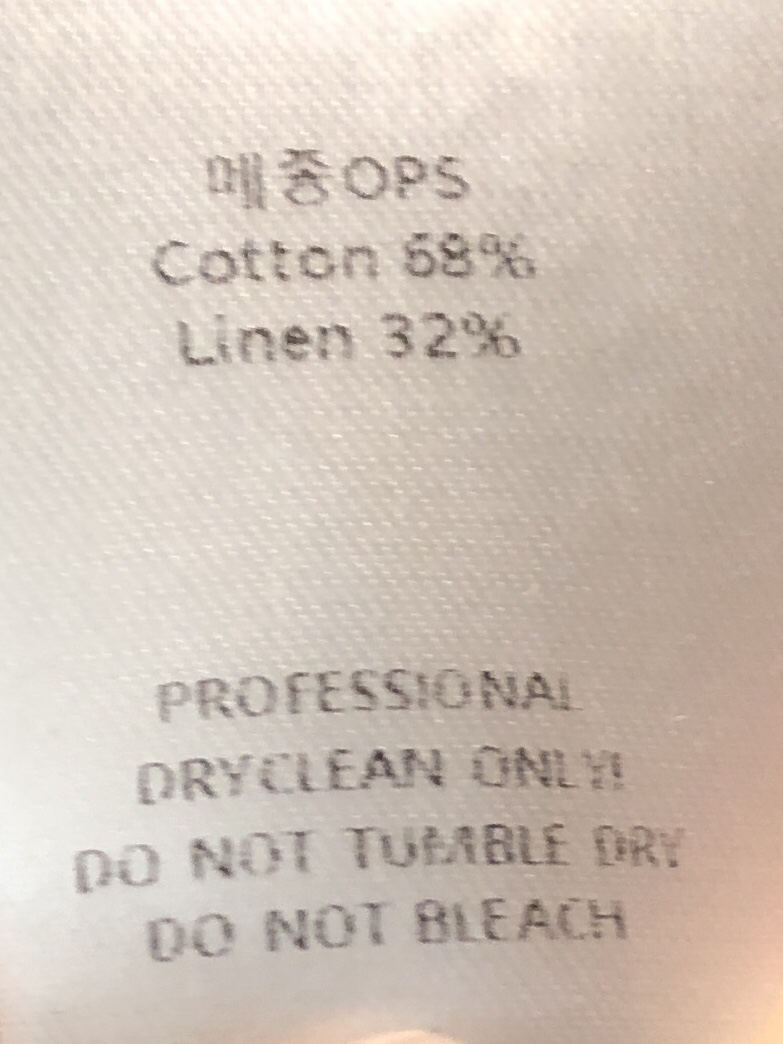 메종OPS
Cotton 68%
Linen 32%
PROFESSIONAL
DRYCLEAN ONLY!
DO NOT TUMBLE DRY
DO NOT BLEACH